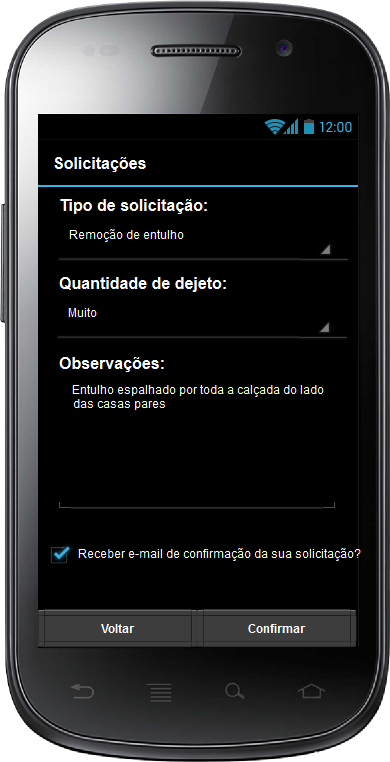 12:00
Solicitações
Tipo de solicitação:
Remoção de entulho
Quantidade de dejeto:
Muito
Observações:
Entulho espalhado por toda a calçada do lado
das casas pares
Receber e-mail de confirmação da sua solicitação?
Voltar
Confirmar